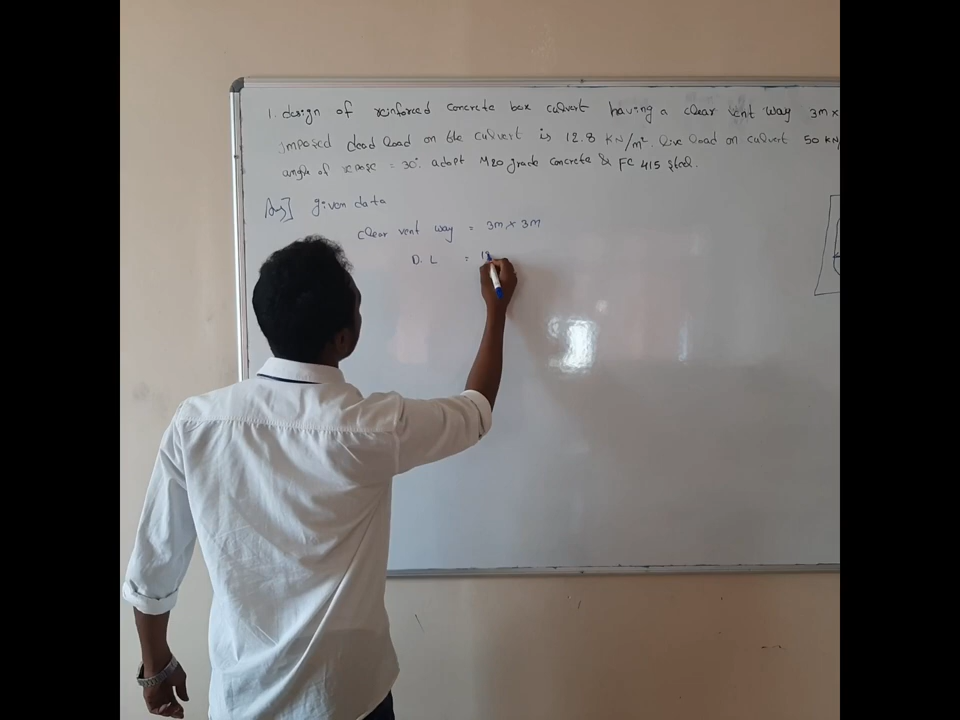 1. design of reinforced concrete box culvert having a clear vent way 3m×
Imposed dead load on the culvert is 12.8 KN/m². live load on culvert 50 KN/
angle of repose = 30° adopt M20 grade concrete & FC 415 steel.
Ans] given data
clear vent way = 3m × 3m
D.L = 12